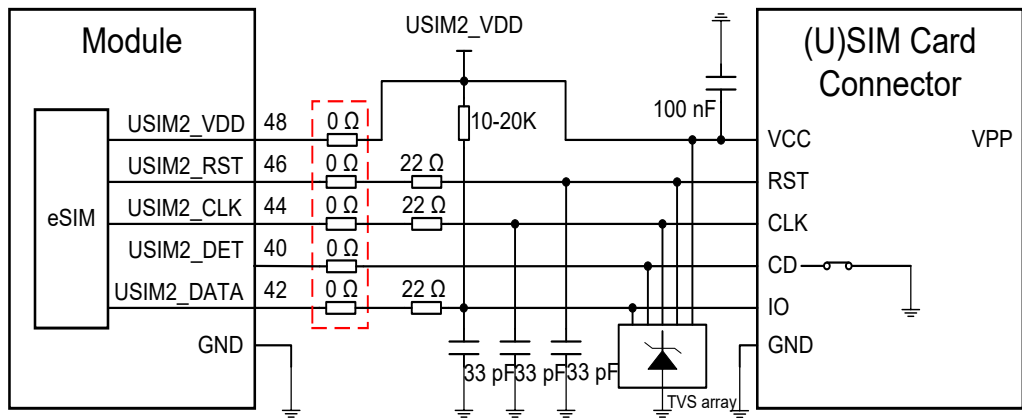 Module
USIM2_VDD
(U)SIM Card
Connector
100 nF
10-20K
USIM2_VDD 48 0 Ω
VCC VPP
USIM2_RST 46 0 Ω 22 Ω
RST
eSIM
USIM2_CLK 44 0 Ω 22 Ω
CLK
USIM2_DET 40 0 Ω
CD
USIM2_DATA 42 0 Ω 22 Ω
IO
GND
GND
33 pF 33 pF 33 pF
TVS array